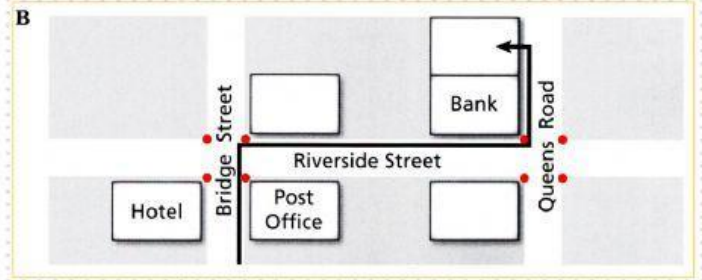 B
Bridge Street
Bank
Queens Road
Riverside Street
Hotel
Post
Office